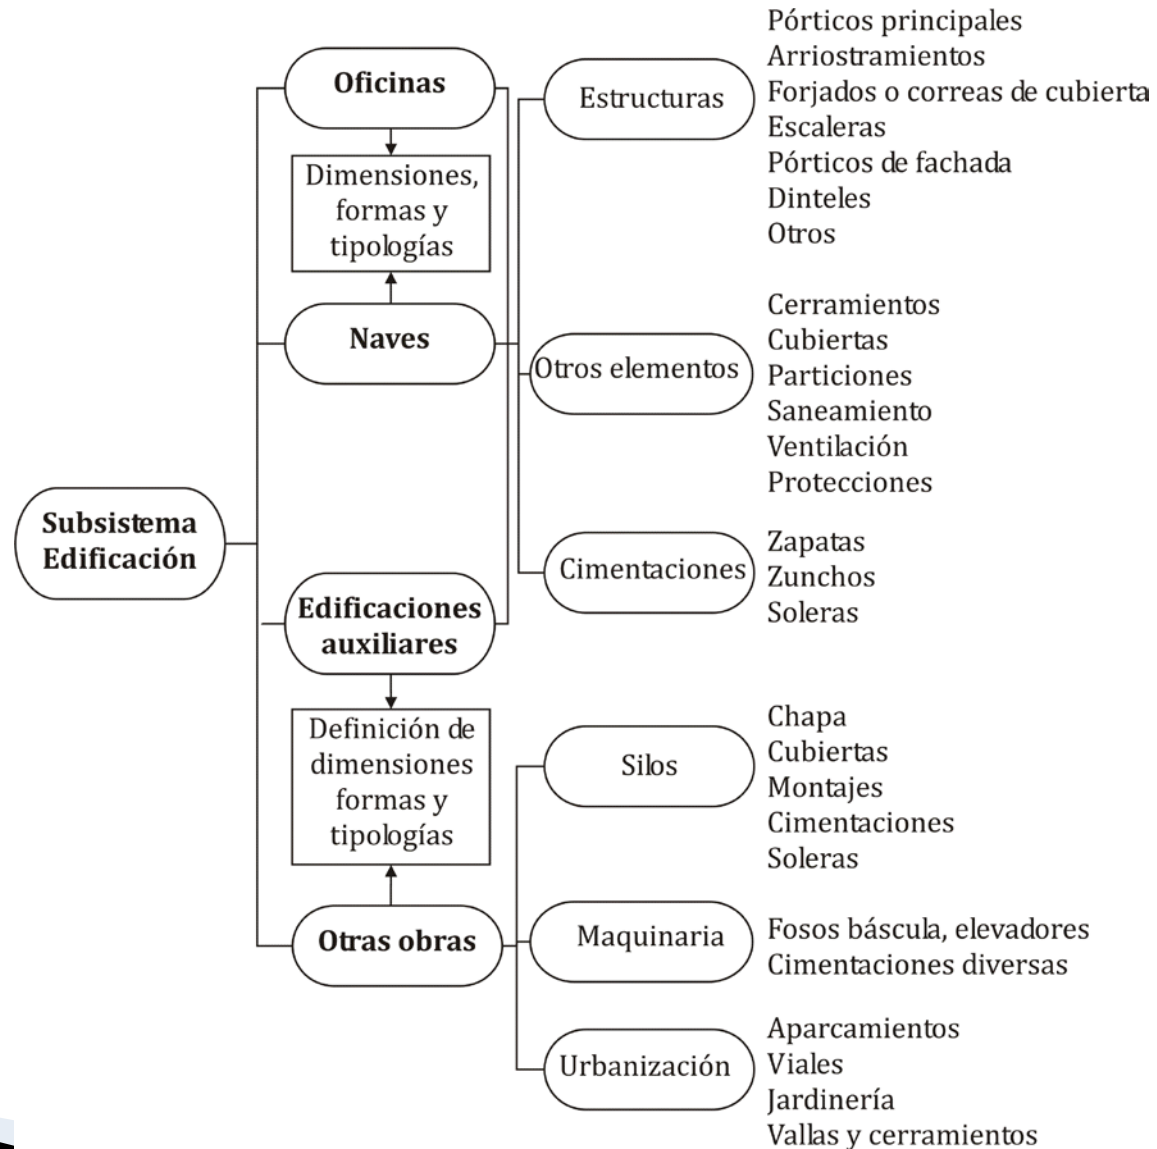 Subsistema
Edificación
Oficinas
Dimensiones,
formas y
tipologías
Naves
Edificaciones
auxiliares
Definición de
dimensiones
formas y
tipologías
Otras obras
Estructuras
Pórticos principales
Arriostramientos
Forjados o correas de cubierta
Escaleras
Pórticos de fachada
Dinteles
Otros
Otros elementos
Cerramientos
Cubiertas
Particiones
Saneamiento
Ventilación
Protecciones
Cimentaciones
Zapatas
Zunchos
Soleras
Silos
Chapa
Cubiertas
Montajes
Cimentaciones
Soleras
Maquinaria
Fosos báscula, elevadores
Cimentaciones diversas
Urbanización
Aparcamientos
Viales
Jardinería
Vallas y cerramientos